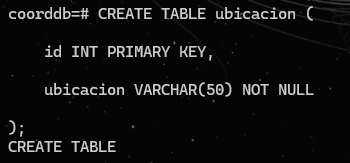 coorddb=# CREATE TABLE ubicacion (
id INT PRIMARY KEY,
ubicacion VARCHAR(50) NOT NULL
);
CREATE TABLE